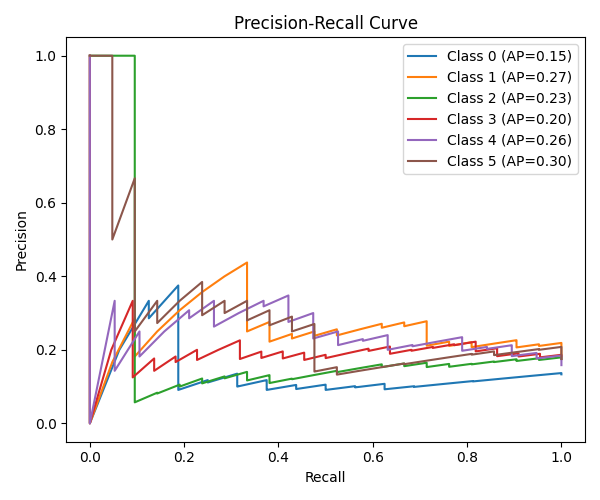 Precision-Recall Curve
Class 0 (AP=0.15)
Class 1 (AP=0.27)
Class 2 (AP=0.23)
Class 3 (AP=0.20)
Class 4 (AP=0.26)
Class 5 (AP=0.30)
Precision
1.0
0.8
0.6
0.4
0.2
0.0
0.0 0.2 0.4 0.6 0.8 1.0
Recall